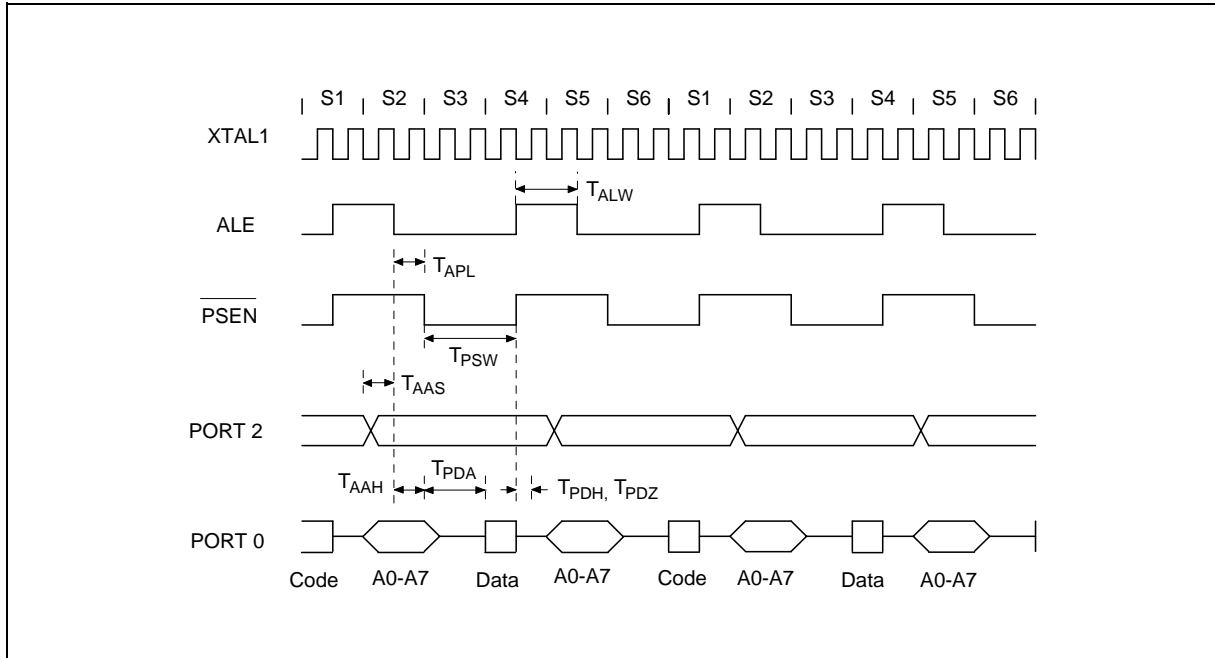 S1 S2 S3 S4 S5 S6 S1 S2 S3 S4 S5 S6
XTAL1
TALW
ALE
TAPL
PSEN
TPSW
TAAS
PORT 2
TAAH TPDA TPDH, TPDZ
PORT 0
Code A0-A7 Data A0-A7 Code A0-A7 Data A0-A7